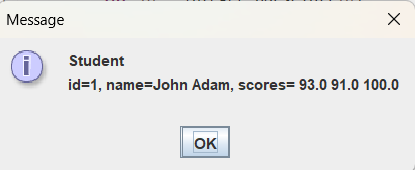 Message
Student
id=1, name=John Adam, scores= 93.0 91.0 100.0
OK